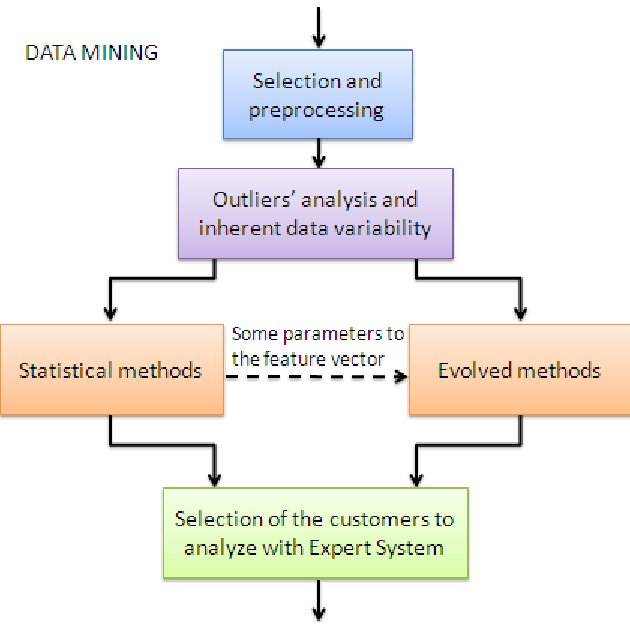 DATA MINING
Selection and
preprocessing
Outliers’ analysis and
inherent data variability
Some parameters to
the feature vector
Statistical methods
Evolved methods
Selection of the customers to
analyze with Expert System